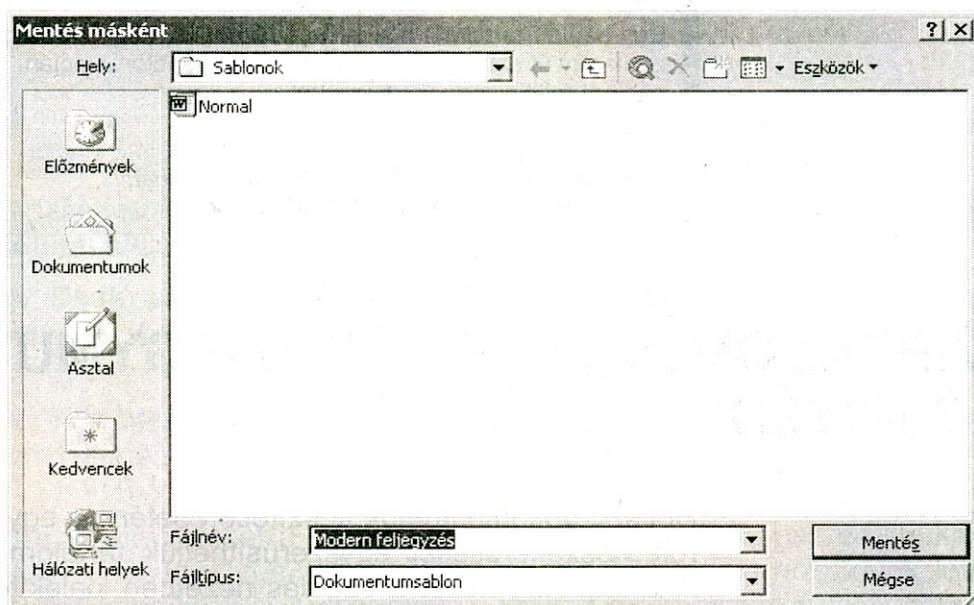 Mentés másként
Hely: Sablonok Eszközök
Normal
Előzmények
Dokumentumok
Asztal
Kedvencek
Hálózati helyek
Fájlnév: Modern feljegyzés Mentés
Fájltípus: Dokumentumsablon Mégse